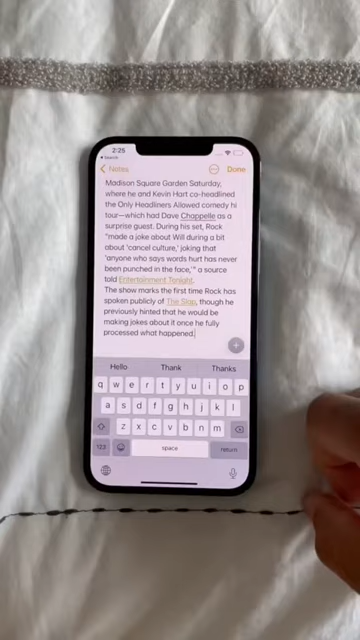 2:25
Search
Notes
Done
Madison Square Garden Saturday,
where he and Kevin Hart co-headlined
the Only Headliners Allowed comedy hi
tour—which had Dave Chappelle as a
surprise guest. During his set, Rock
"made a joke about Will during a bit
about 'cancel culture,' joking that
'anyone who says words hurt has never
been punched in the face,'" a source
told Entertainment Tonight.
The show marks the first time Rock has
spoken publicly of The Slap, though he
previously hinted that he would be
making jokes about it once he fully
processed what happened.
Hello Thank Thanks
q w e r t y u i o p
a s d f g h j k l
z x c v b n m
123 space return